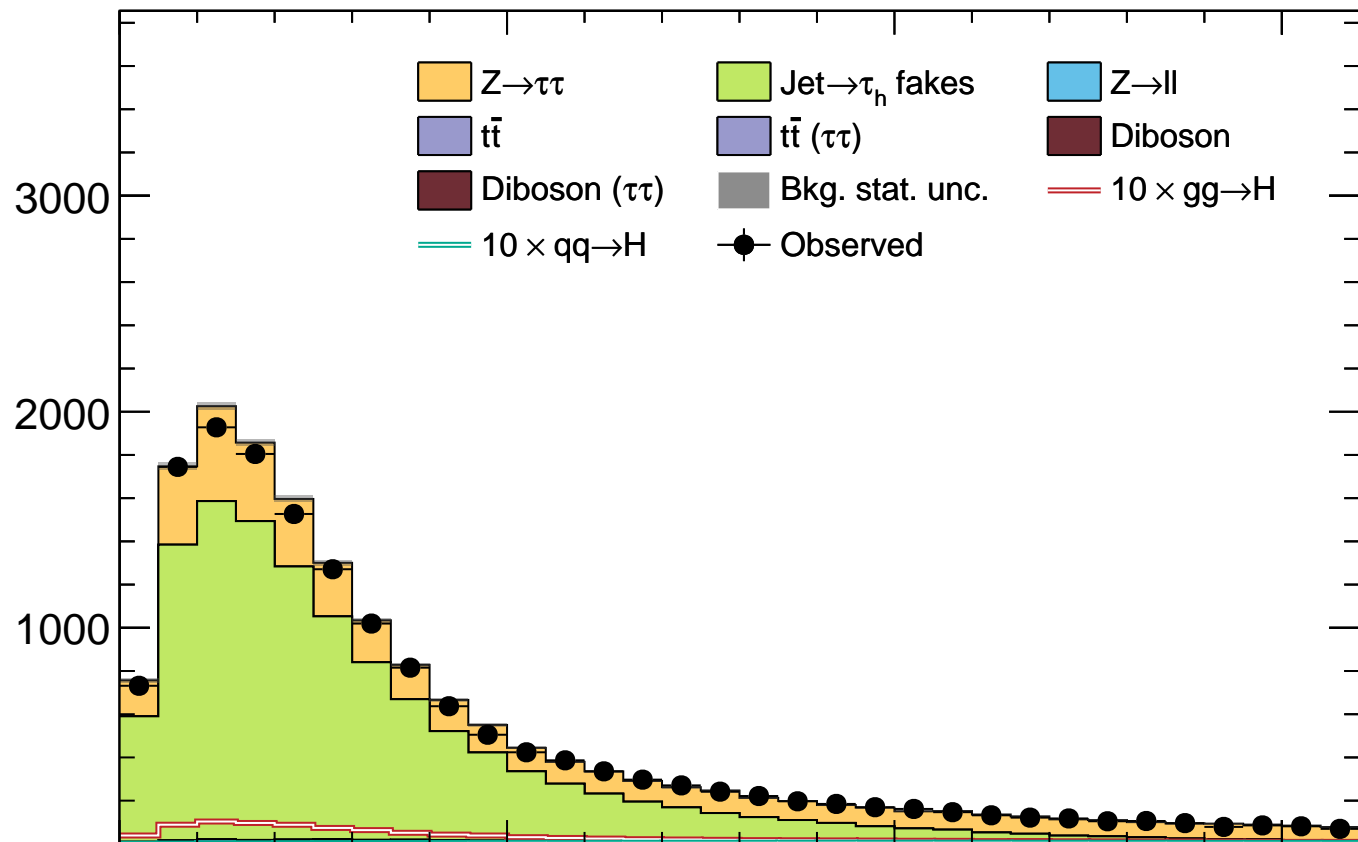 Z→ττ Jet→τₕ fakes Z→ll
tt̄ tt̄ (ττ) Diboson
3000 Diboson (ττ) Bkg. stat. unc. 10 × gg→H
10 × qq→H Observed
2000
1000